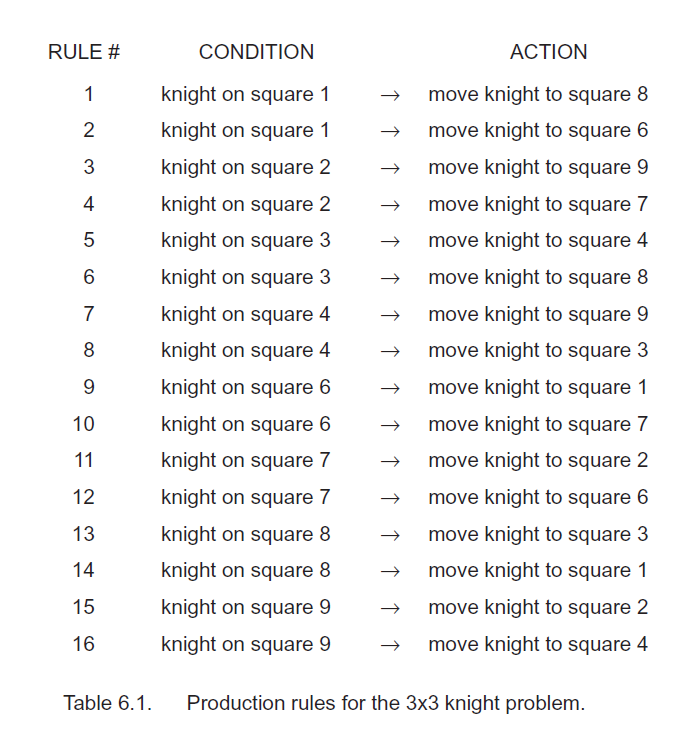 RULE # CONDITION ACTION
1 knight on square 1 → move knight to square 8
2 knight on square 1 → move knight to square 6
3 knight on square 2 → move knight to square 9
4 knight on square 2 → move knight to square 7
5 knight on square 3 → move knight to square 4
6 knight on square 3 → move knight to square 8
7 knight on square 4 → move knight to square 9
8 knight on square 4 → move knight to square 3
9 knight on square 6 → move knight to square 1
10 knight on square 6 → move knight to square 7
11 knight on square 7 → move knight to square 2
12 knight on square 7 → move knight to square 6
13 knight on square 8 → move knight to square 3
14 knight on square 8 → move knight to square 1
15 knight on square 9 → move knight to square 2
16 knight on square 9 → move knight to square 4
Table 6.1. Production rules for the 3x3 knight problem.